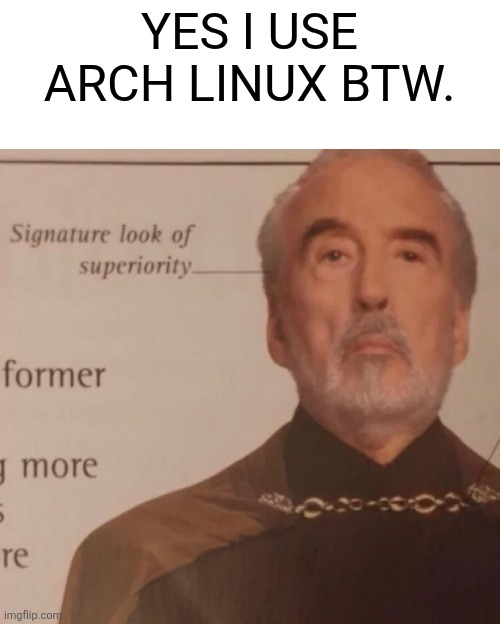 YES I USE
ARCH LINUX BTW.
Signature look of
superiority
former
g more
s
re
imgflip.com